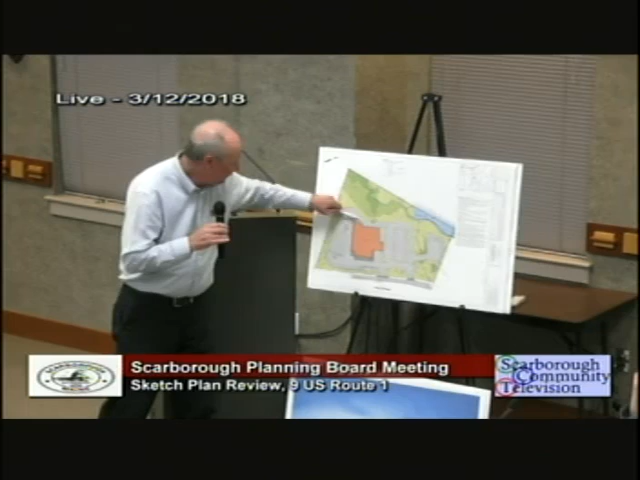 Live - 3/12/2018
Scarborough Planning Board Meeting
Sketch Plan Review, 9 US Route 1
Scarborough
Community
Television